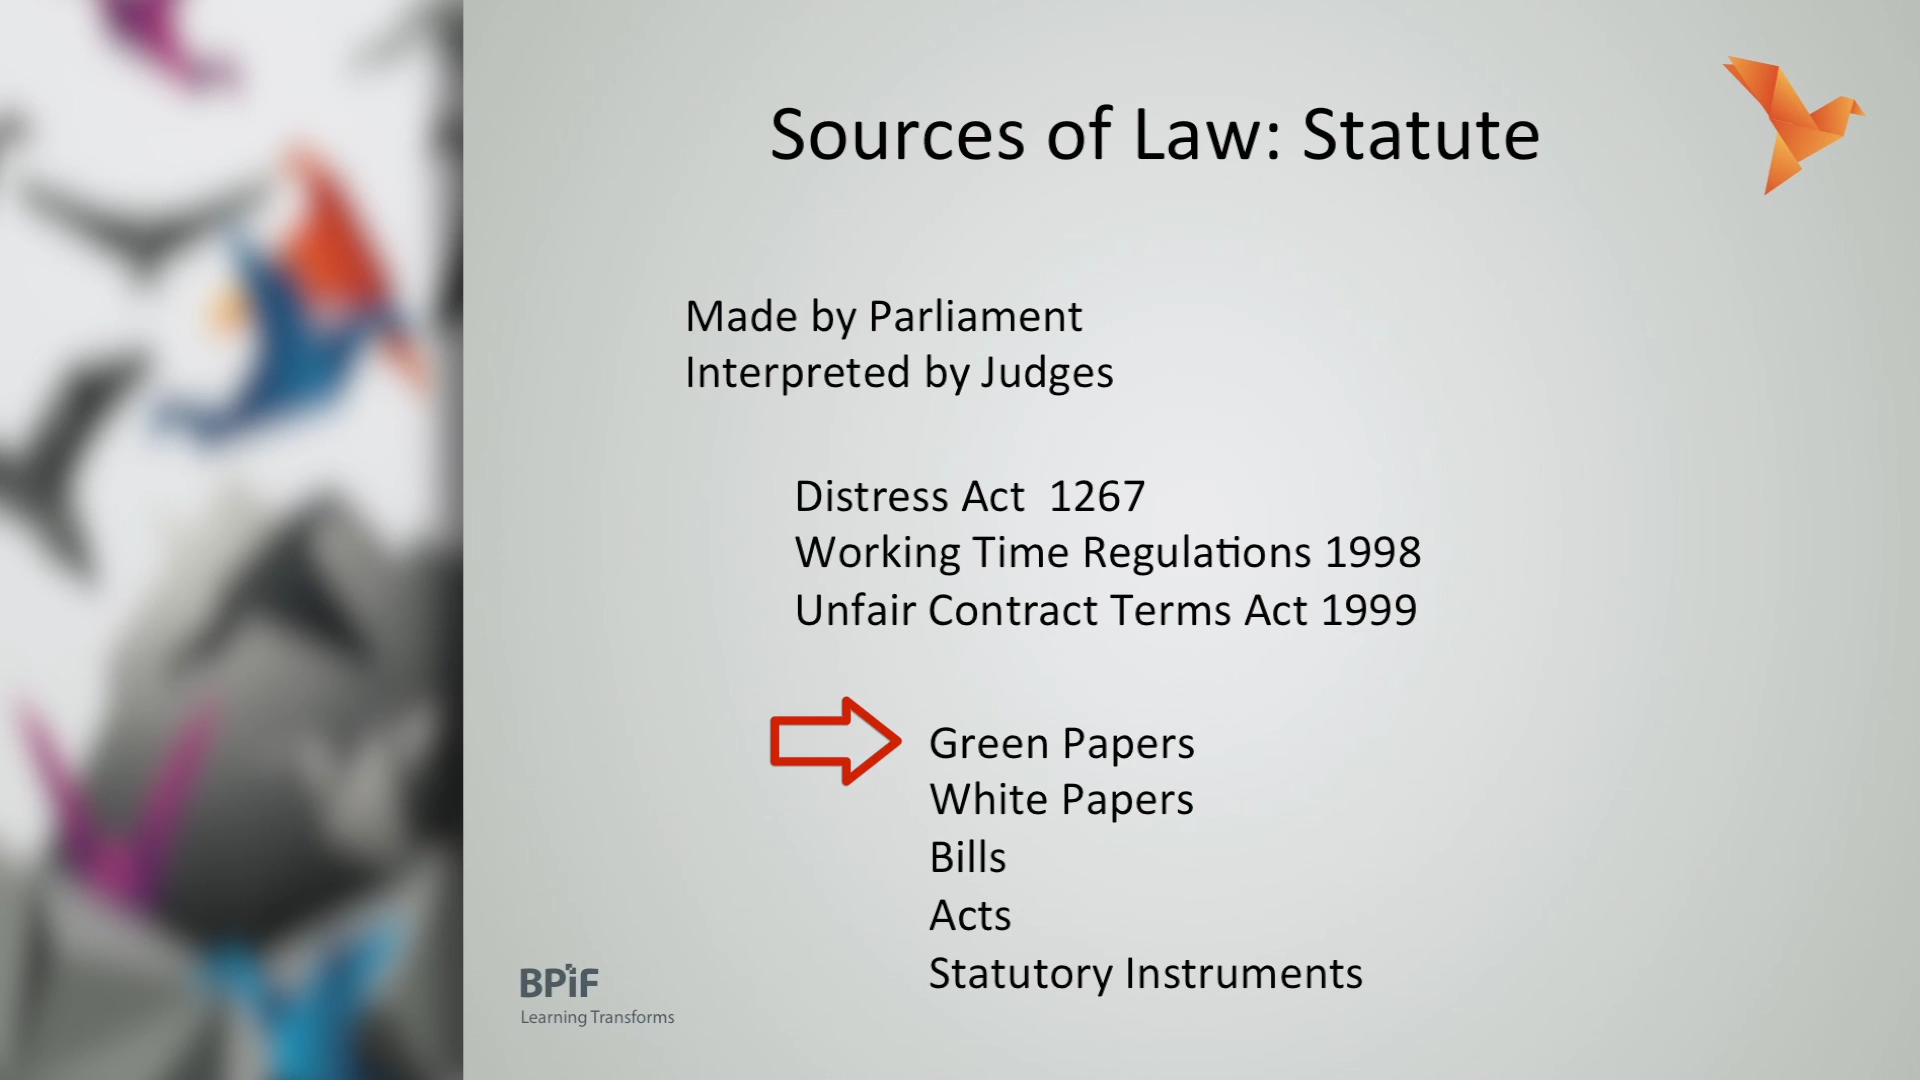 Sources of Law: Statute
Made by Parliament
Interpreted by Judges
Distress Act  1267
Working Time Regulations 1998
Unfair Contract Terms Act 1999
Green Papers
White Papers
Bills
Acts
Statutory Instruments
BPiF
Learning Transforms